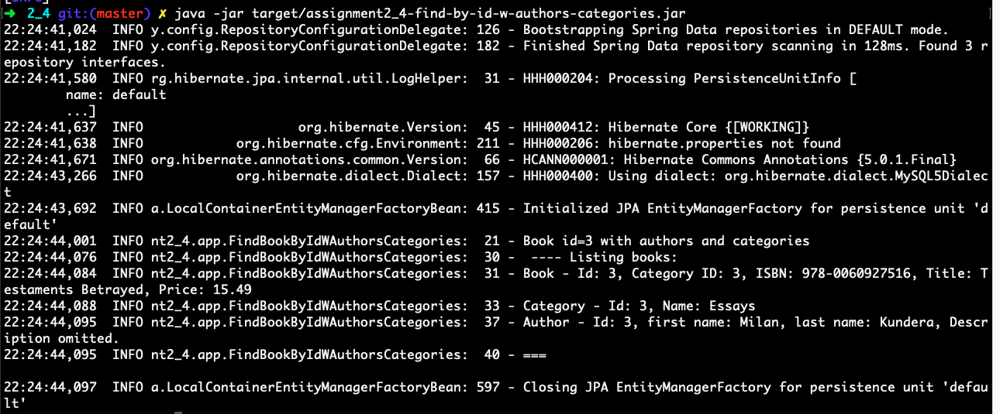 ➜  2_4 git:(master) ✗ java -jar target/assignment2_4-find-by-id-w-authors-categories.jar
22:24:41,024  INFO y.config.RepositoryConfigurationDelegate: 126 - Bootstrapping Spring Data repositories in DEFAULT mode.
22:24:41,182  INFO y.config.RepositoryConfigurationDelegate: 182 - Finished Spring Data repository scanning in 128ms. Found 3 r
epository interfaces.
22:24:41,580  INFO rg.hibernate.jpa.internal.util.LogHelper:  31 - HHH000204: Processing PersistenceUnitInfo [
        name: default
        ...]
22:24:41,637  INFO                    org.hibernate.Version:  45 - HHH000412: Hibernate Core {[WORKING]}
22:24:41,638  INFO            org.hibernate.cfg.Environment: 211 - HHH000206: hibernate.properties not found
22:24:41,671  INFO org.hibernate.annotations.common.Version:  66 - HCANN000001: Hibernate Commons Annotations {5.0.1.Final}
22:24:43,266  INFO            org.hibernate.dialect.Dialect: 157 - HHH000400: Using dialect: org.hibernate.dialect.MySQL5Dialec
t
22:24:43,692  INFO a.LocalContainerEntityManagerFactoryBean: 415 - Initialized JPA EntityManagerFactory for persistence unit 'd
efault'
22:24:44,001  INFO nt2_4.app.FindBookByIdWAuthorsCategories:  21 - Book id=3 with authors and categories
22:24:44,076  INFO nt2_4.app.FindBookByIdWAuthorsCategories:  30 -  ---- Listing books:
22:24:44,084  INFO nt2_4.app.FindBookByIdWAuthorsCategories:  31 - Book - Id: 3, Category ID: 3, ISBN: 978-0060927516, Title: T
estaments Betrayed, Price: 15.49
22:24:44,088  INFO nt2_4.app.FindBookByIdWAuthorsCategories:  33 - Category - Id: 3, Name: Essays
22:24:44,095  INFO nt2_4.app.FindBookByIdWAuthorsCategories:  37 - Author - Id: 3, first name: Milan, last name: Kundera, Descr
iption omitted.
22:24:44,095  INFO nt2_4.app.FindBookByIdWAuthorsCategories:  40 - ===
22:24:44,097  INFO a.LocalContainerEntityManagerFactoryBean: 597 - Closing JPA EntityManagerFactory for persistence unit 'defau
lt'